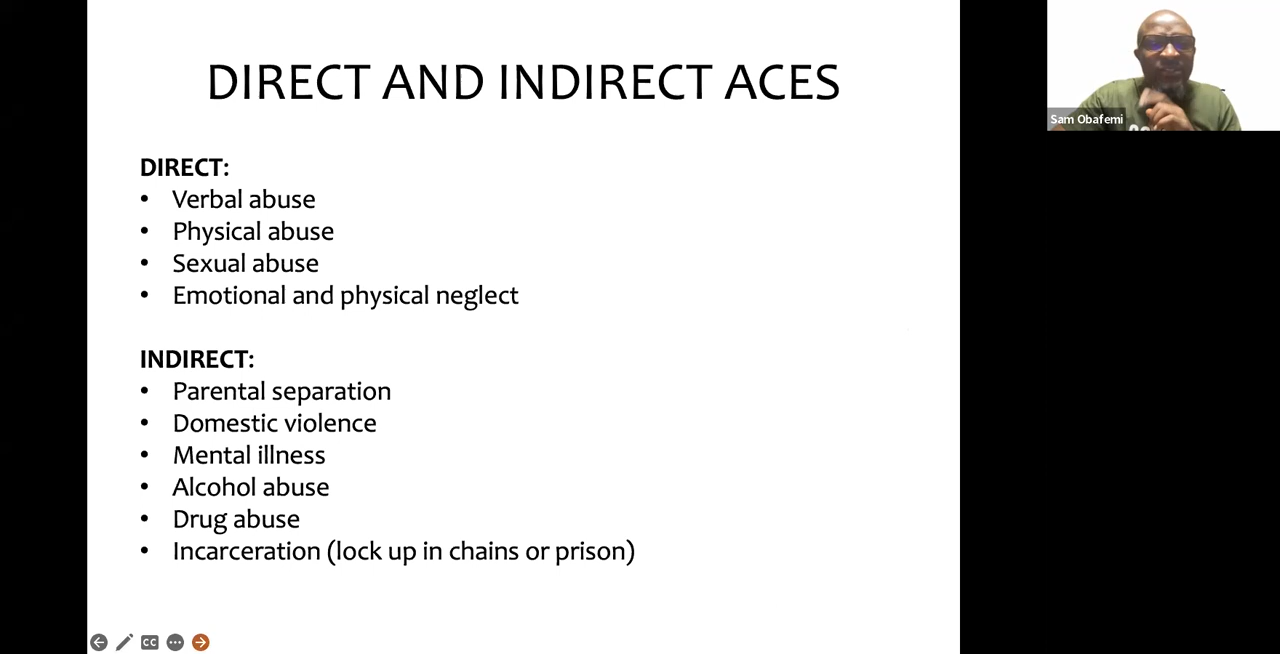 DIRECT AND INDIRECT ACES
Sam Obafemi
DIRECT:
• Verbal abuse
• Physical abuse
• Sexual abuse
• Emotional and physical neglect
INDIRECT:
• Parental separation
• Domestic violence
• Mental illness
• Alcohol abuse
• Drug abuse
• Incarceration (lock up in chains or prison)
CC